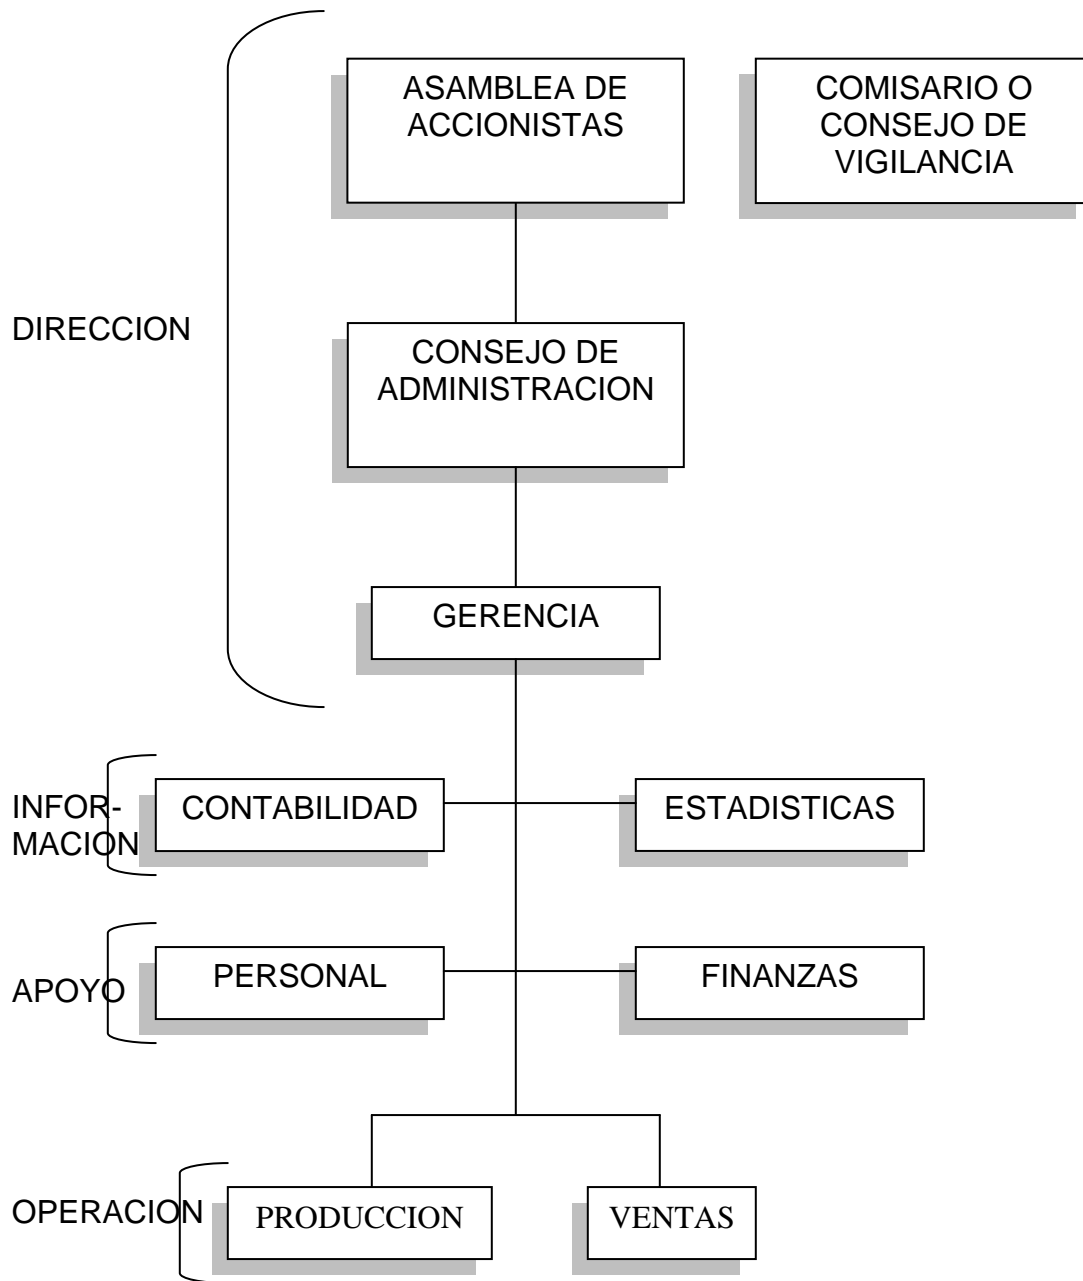 ASAMBLEA DE
ACCIONISTAS
COMISARIO O
CONSEJO DE
VIGILANCIA
DIRECCION
CONSEJO DE
ADMINISTRACION
GERENCIA
INFOR-
MACION
CONTABILIDAD
ESTADISTICAS
APOYO
PERSONAL
FINANZAS
OPERACION
PRODUCCION
VENTAS